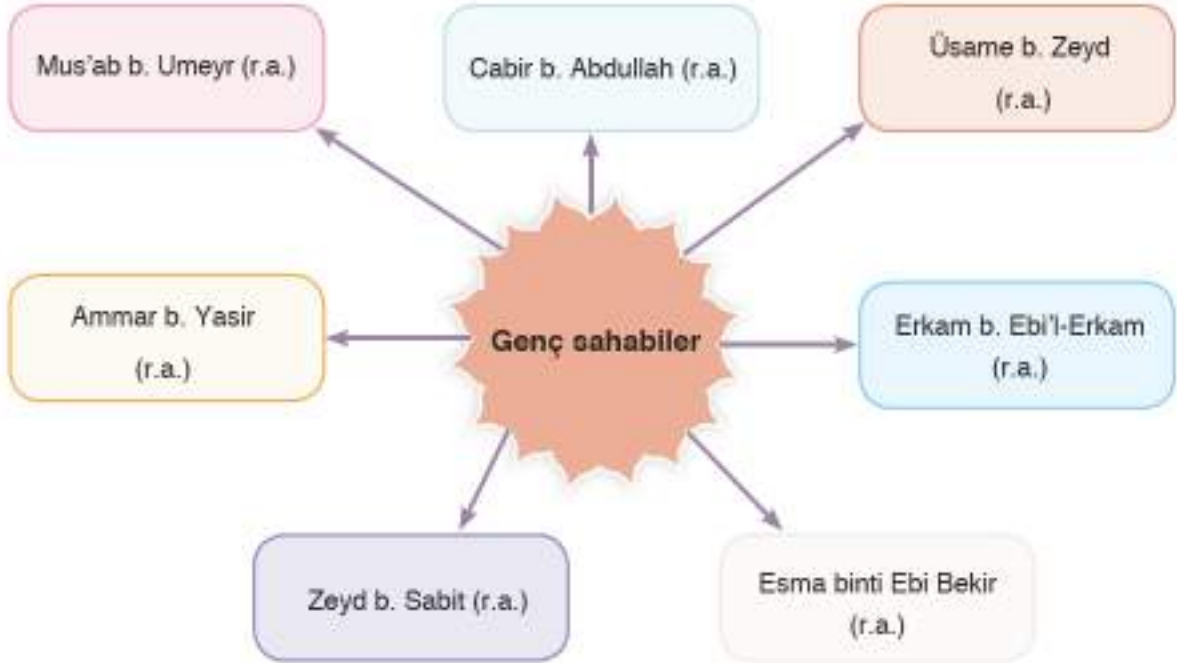 Mus'ab b. Umeyr (r.a.)
Cabir b. Abdullah (r.a.)
Üsame b. Zeyd
(r.a.)
Ammar b. Yasir
(r.a.)
Genç sahabiler
Erkam b. Ebi'l-Erkam
(r.a.)
Zeyd b. Sabit (r.a.)
Esma binti Ebi Bekir
(r.a.)